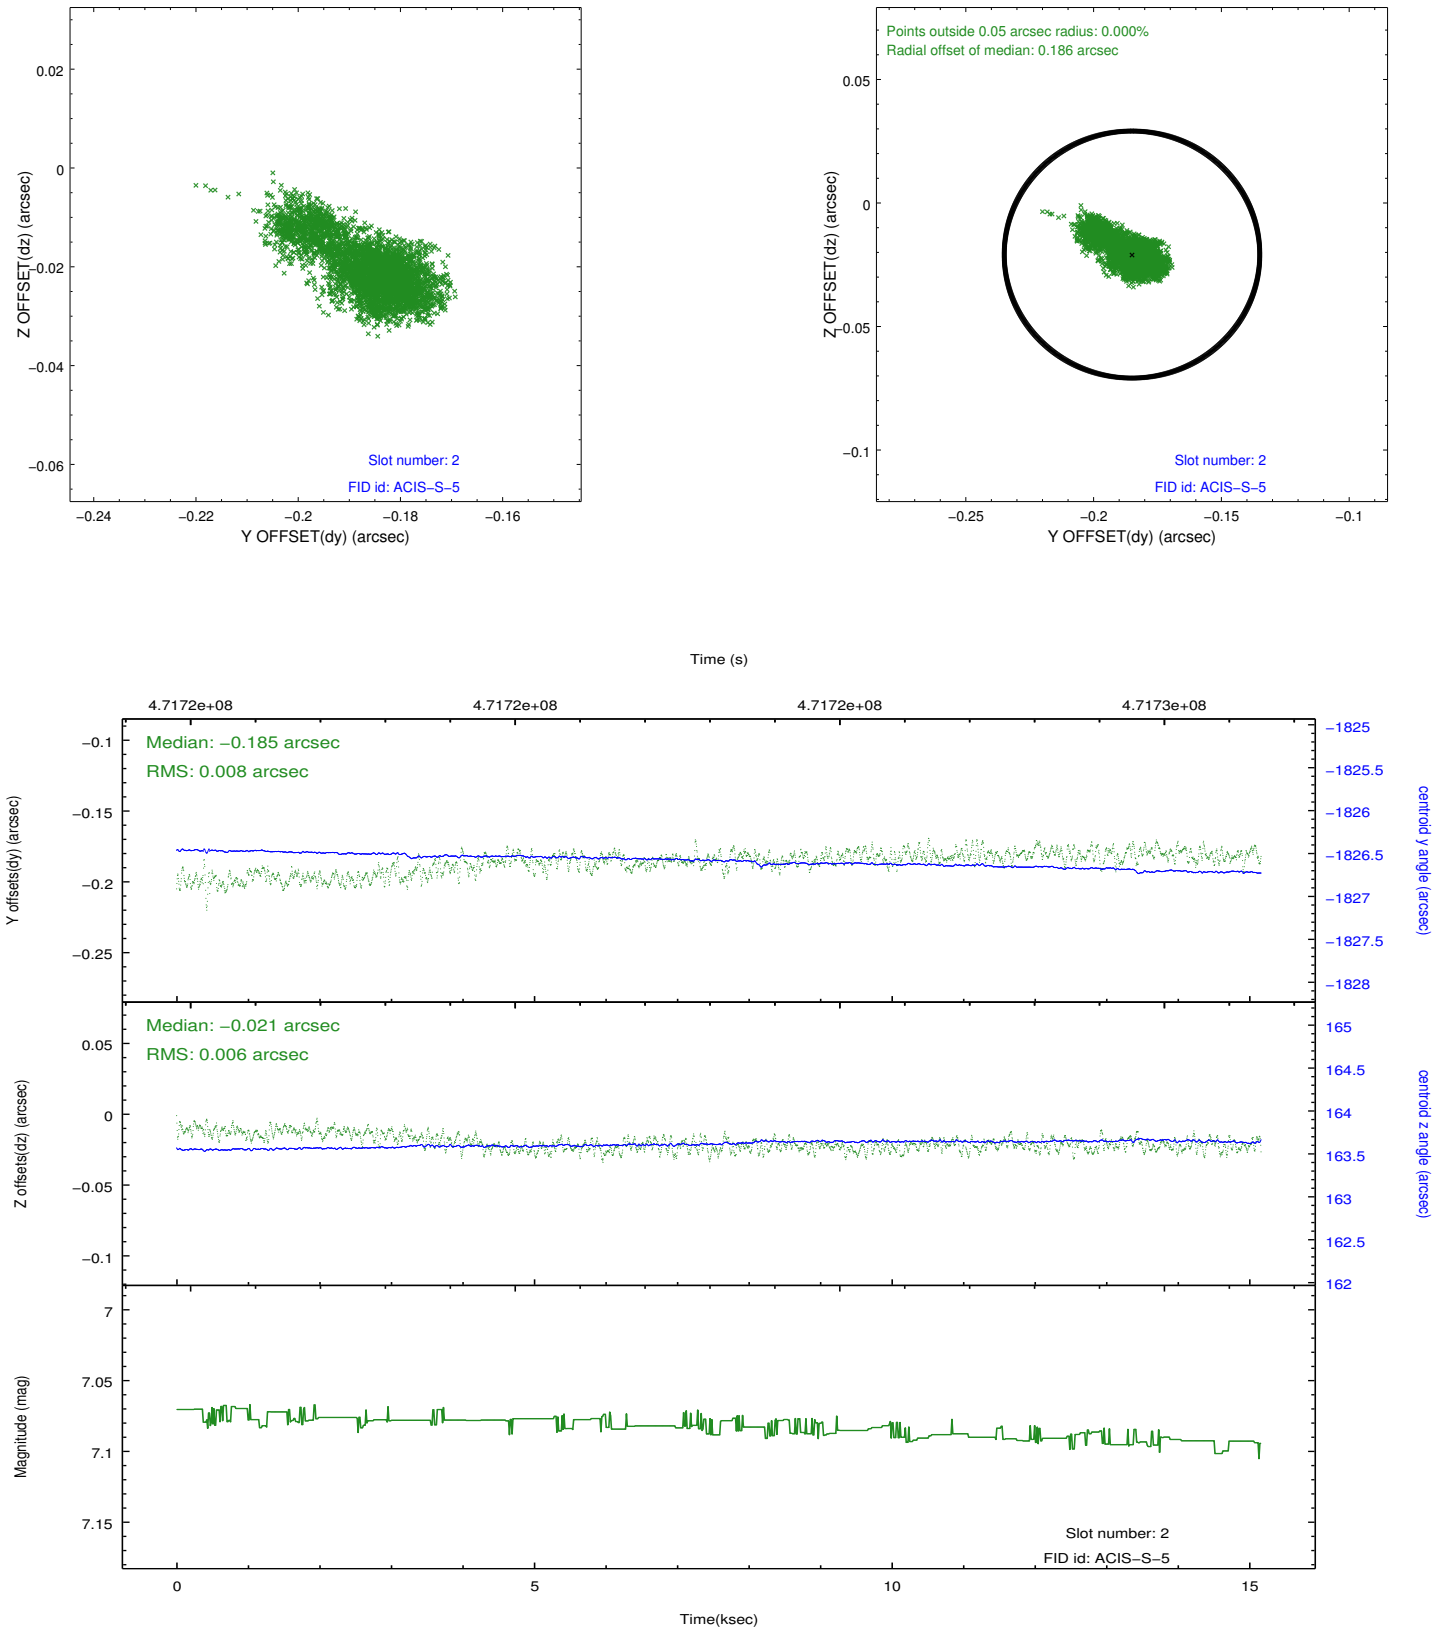 0.02
0
−0.02
−0.04
−0.06
Z OFFSET(dz) (arcsec)
Slot number: 2
FID id: ACIS−S−5
−0.24
−0.22
−0.2
−0.18
−0.16
Y OFFSET(dy) (arcsec)
Points outside 0.05 arcsec radius: 0.000%
Radial offset of median: 0.186 arcsec
0.05
0
−0.05
−0.1
Z OFFSET(dz) (arcsec)
Slot number: 2
FID id: ACIS−S−5
−0.25
−0.2
−0.15
−0.1
Y OFFSET(dy) (arcsec)
Time (s)
4.7172e+08
4.7172e+08
4.7172e+08
4.7173e+08
Median: −0.185 arcsec
RMS: 0.008 arcsec
−0.1
−0.15
−0.2
−0.25
Y offsets(dy) (arcsec)
−1825
−1825.5
−1826
−1826.5
−1827
−1827.5
−1828
centroid y angle (arcsec)
Median: −0.021 arcsec
RMS: 0.006 arcsec
0.05
0
−0.05
−0.1
Z offsets(dz) (arcsec)
165
164.5
164
163.5
163
162.5
162
centroid z angle (arcsec)
7
7.05
7.1
7.15
Magnitude (mag)
Slot number: 2
FID id: ACIS−S−5
0
5
10
15
Time(ksec)